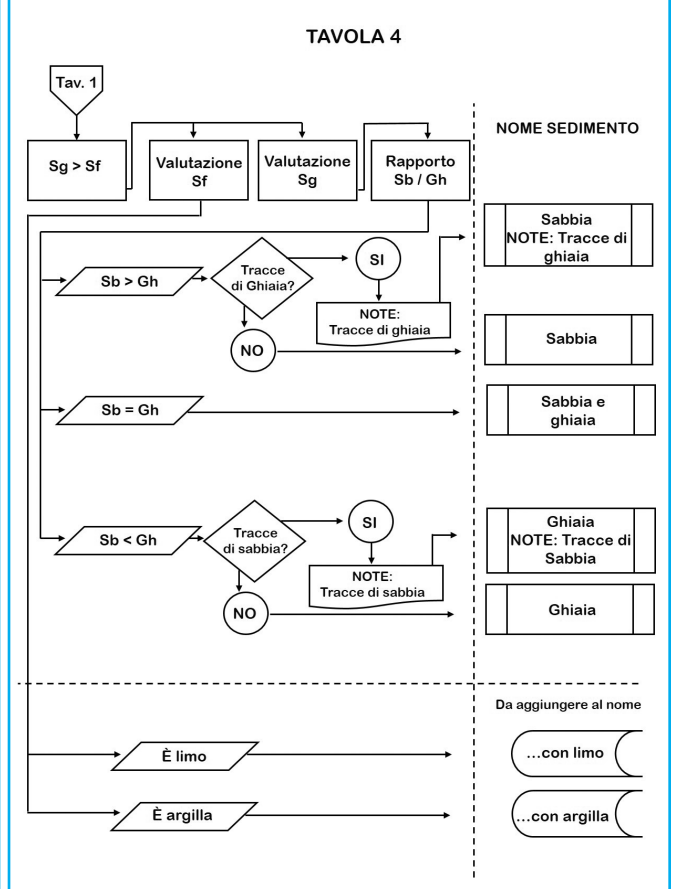 TAVOLA 4
Tav. 1
NOME SEDIMENTO
Sg > Sf
Valutazione
Sf
Valutazione
Sg
Rapporto
Sb / Gh
Sabbia
NOTE: Tracce di
ghiaia
Sb > Gh
Tracce
di Ghiaia?
SI
NOTE:
Tracce di ghiaia
NO
Sabbia
Sb = Gh
Sabbia e
ghiaia
Sb < Gh
Tracce
di sabbia?
SI
NOTE:
Tracce di sabbia
NO
Ghiaia
NOTE: Tracce di
Sabbia
Ghiaia
Da aggiungere al nome
È limo
...con limo
È argilla
...con argilla